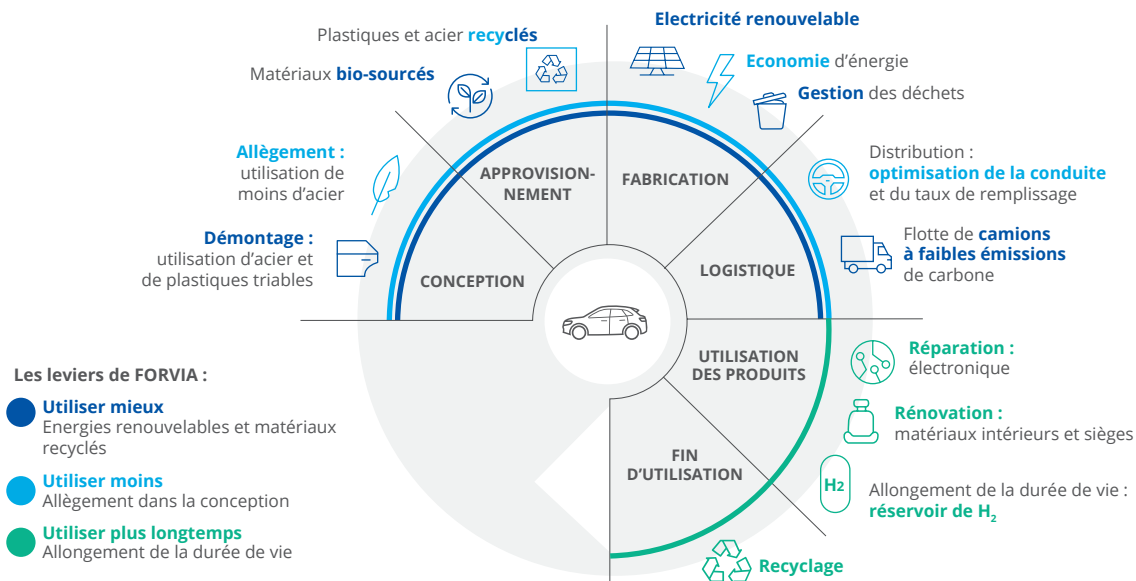 Electricité renouvelable
Plastiques et acier recyclés
Economie d'énergie
Matériaux bio-sourcés
Gestion des déchets
Allègement :
utilisation de
moins d'acier
APPROVISION-
NEMENT
FABRICATION
Distribution :
optimisation de la conduite
et du taux de remplissage
Démontage :
utilisation d'acier et
de plastiques triables
CONCEPTION
LOGISTIQUE
Flotte de camions
à faibles émissions
de carbone
UTILISATION
DES PRODUITS
Réparation :
électronique
Rénovation :
matériaux intérieurs et sièges
FIN
D'UTILISATION
H2
Allongement de la durée de vie :
réservoir de H₂
Recyclage
Les leviers de FORVIA :
Utiliser mieux
Energies renouvelables et matériaux
recyclés
Utiliser moins
Allègement dans la conception
Utiliser plus longtemps
Allongement de la durée de vie